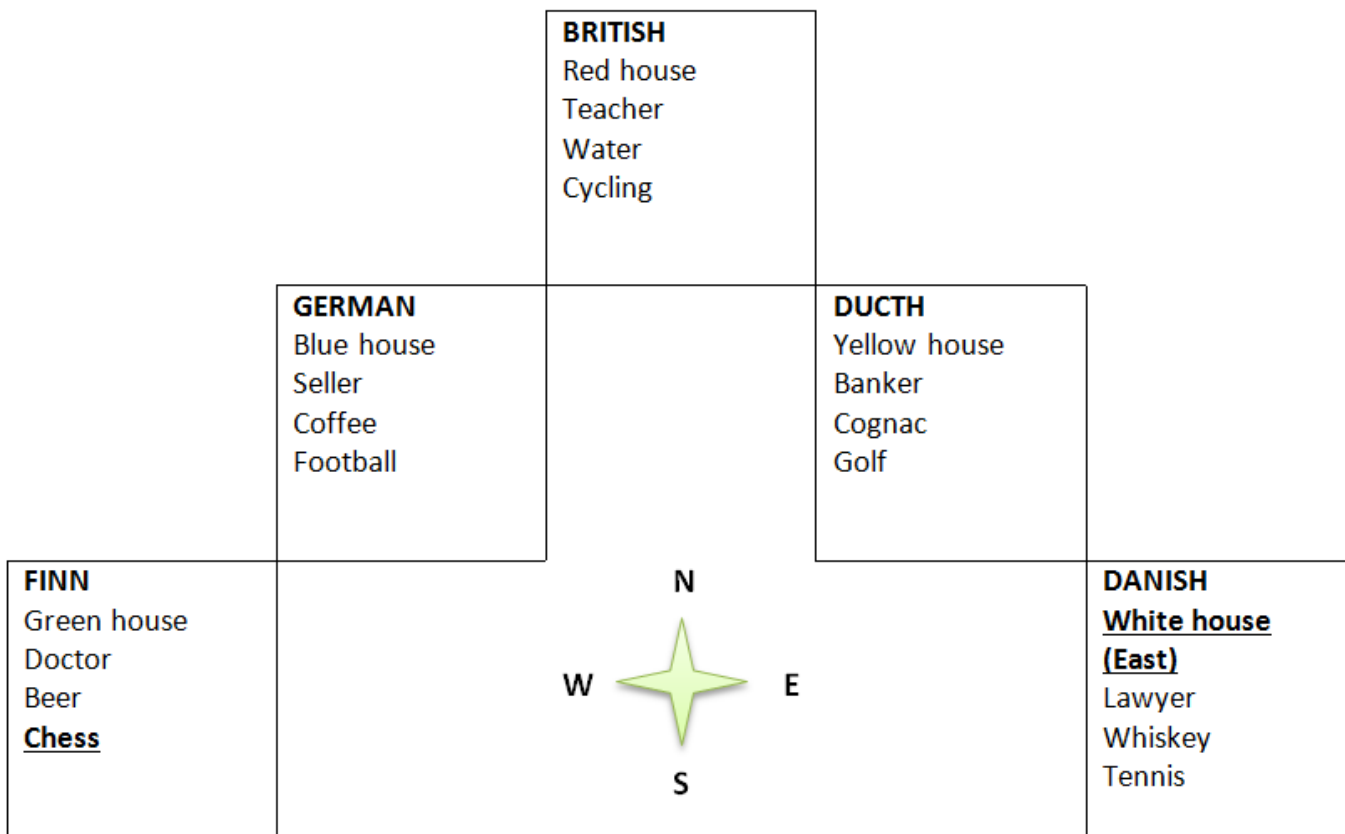 BRITISH
Red house
Teacher
Water
Cycling
GERMAN
Blue house
Seller
Coffee
Football
DUCTH
Yellow house
Banker
Cognac
Golf
FINN
Green house
Doctor
Beer
Chess
N
W
E
S
DANISH
White house
(East)
Lawyer
Whiskey
Tennis